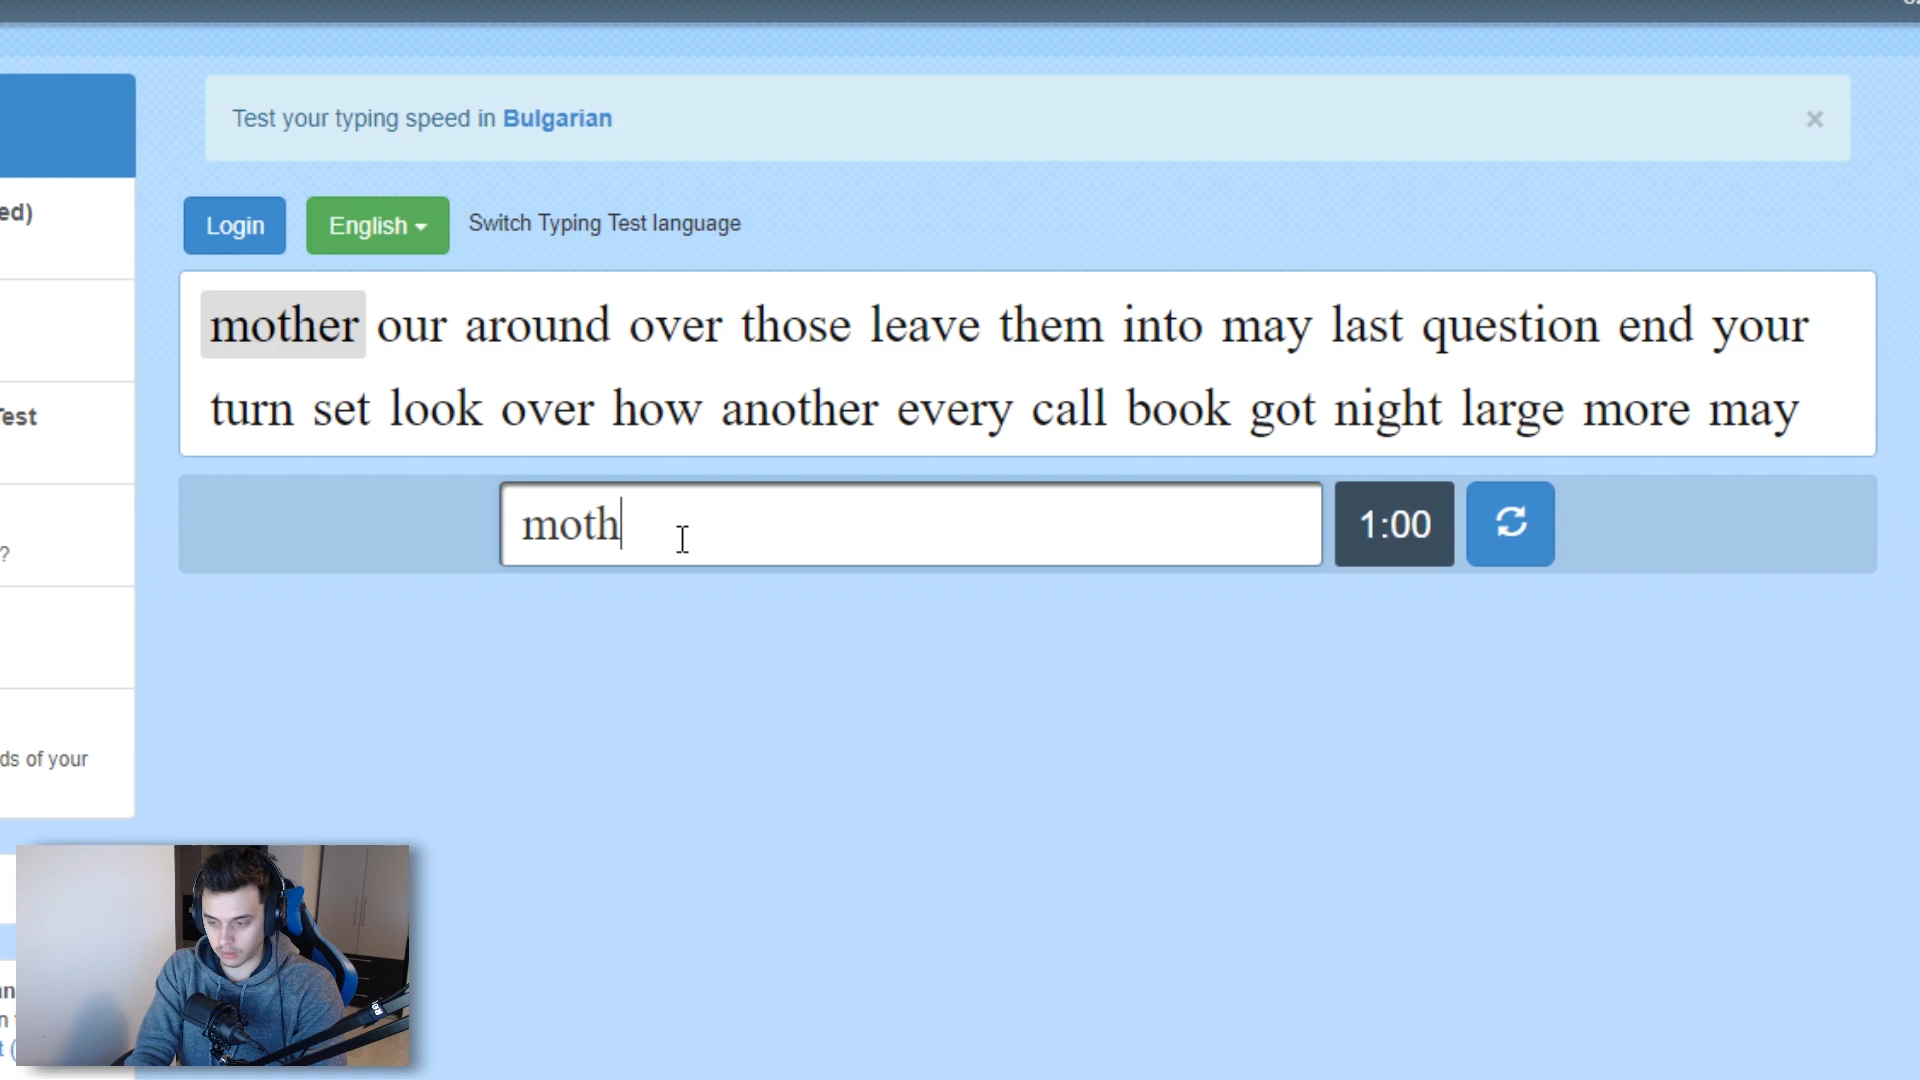 Test your typing speed in Bulgarian ×
ed)
Login English Switch Typing Test language
mother our around over those leave them into may last question end your
turn set look over how another every call book got night large more may
Test
moth 1:00
?
ds of your
an
n
t (